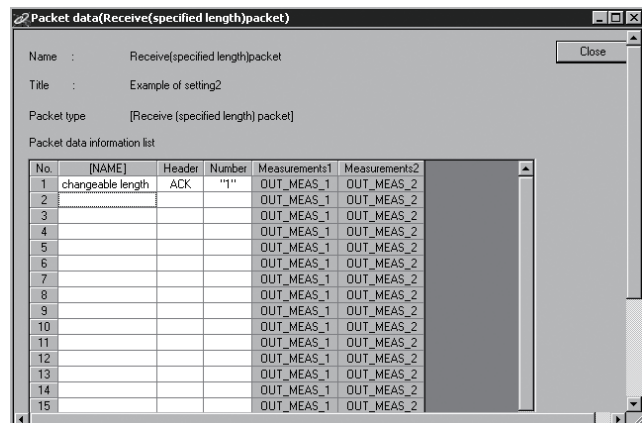 Packet data(Receive(specified length)packet)
Close
Name : Receive(specified length)packet
Title : Example of setting2
Packet type [Receive (specified length) packet]
Packet data information list
No. [NAME] Header Number Measurements1 Measurements2
1 changeable length ACK "1" OUT_MEAS_1 OUT_MEAS_2
2 OUT_MEAS_1 OUT_MEAS_2
3 OUT_MEAS_1 OUT_MEAS_2
4 OUT_MEAS_1 OUT_MEAS_2
5 OUT_MEAS_1 OUT_MEAS_2
6 OUT_MEAS_1 OUT_MEAS_2
7 OUT_MEAS_1 OUT_MEAS_2
8 OUT_MEAS_1 OUT_MEAS_2
9 OUT_MEAS_1 OUT_MEAS_2
10 OUT_MEAS_1 OUT_MEAS_2
11 OUT_MEAS_1 OUT_MEAS_2
12 OUT_MEAS_1 OUT_MEAS_2
13 OUT_MEAS_1 OUT_MEAS_2
14 OUT_MEAS_1 OUT_MEAS_2
15 OUT_MEAS_1 OUT_MEAS_2